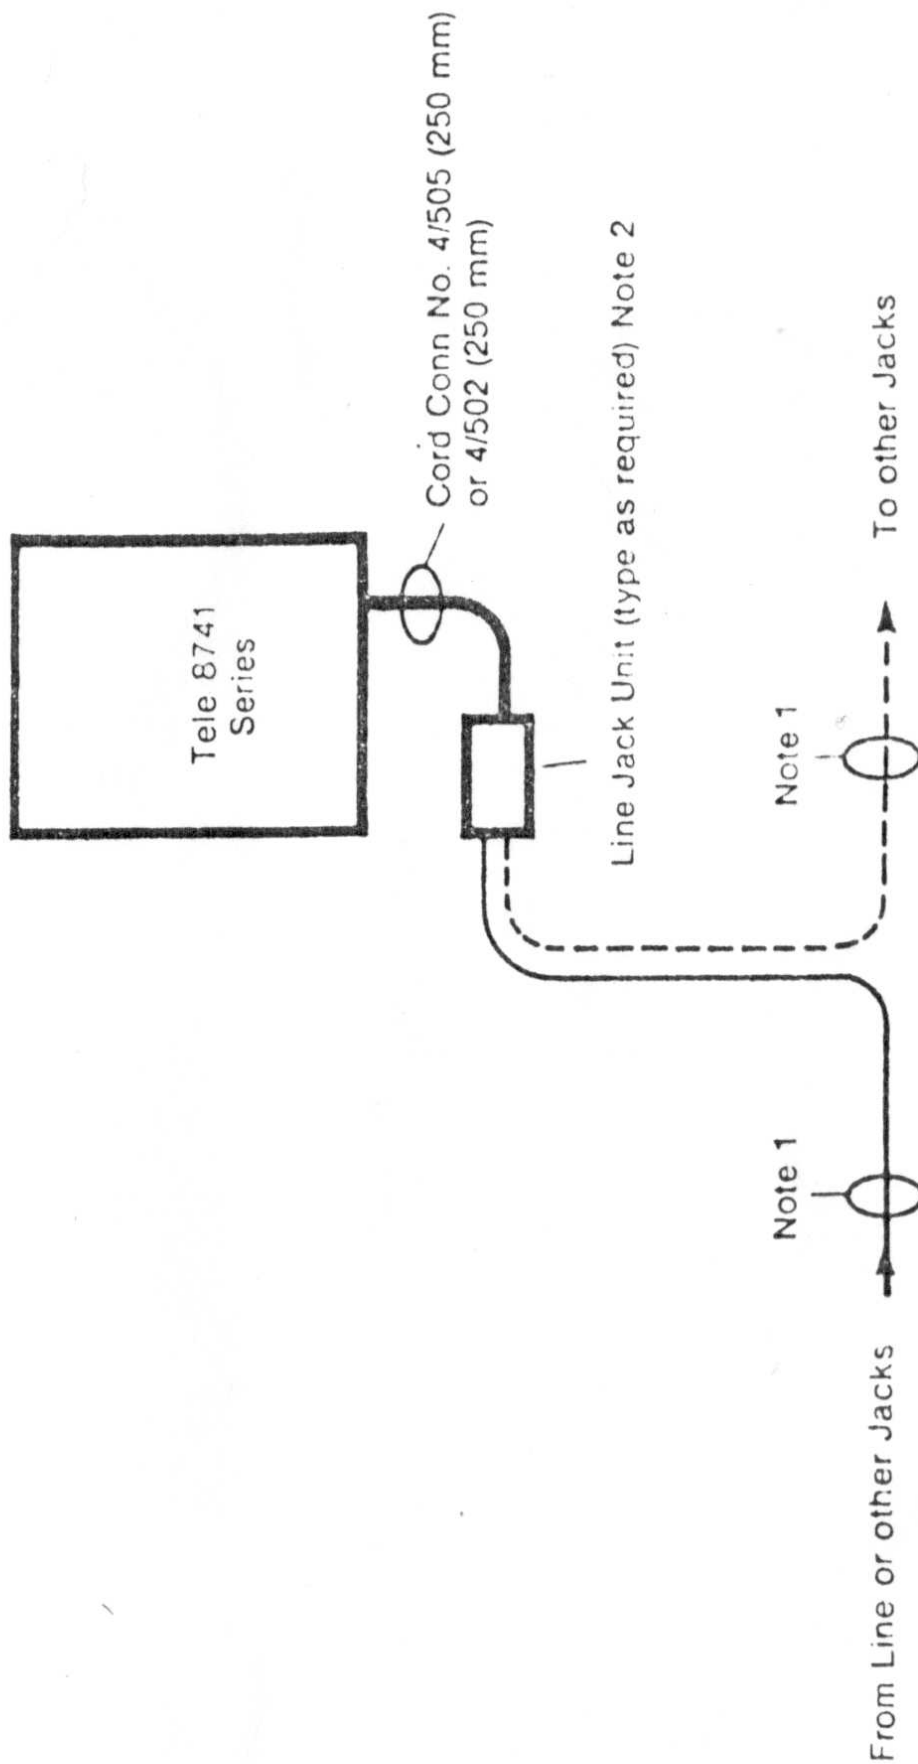 Tele 8741
Series
Cord Conn No. 4/505 (250 mm)
or 4/502 (250 mm)
Line Jack Unit (type as required) Note 2
Note 1
Note 1
From Line or other Jacks
To other Jacks